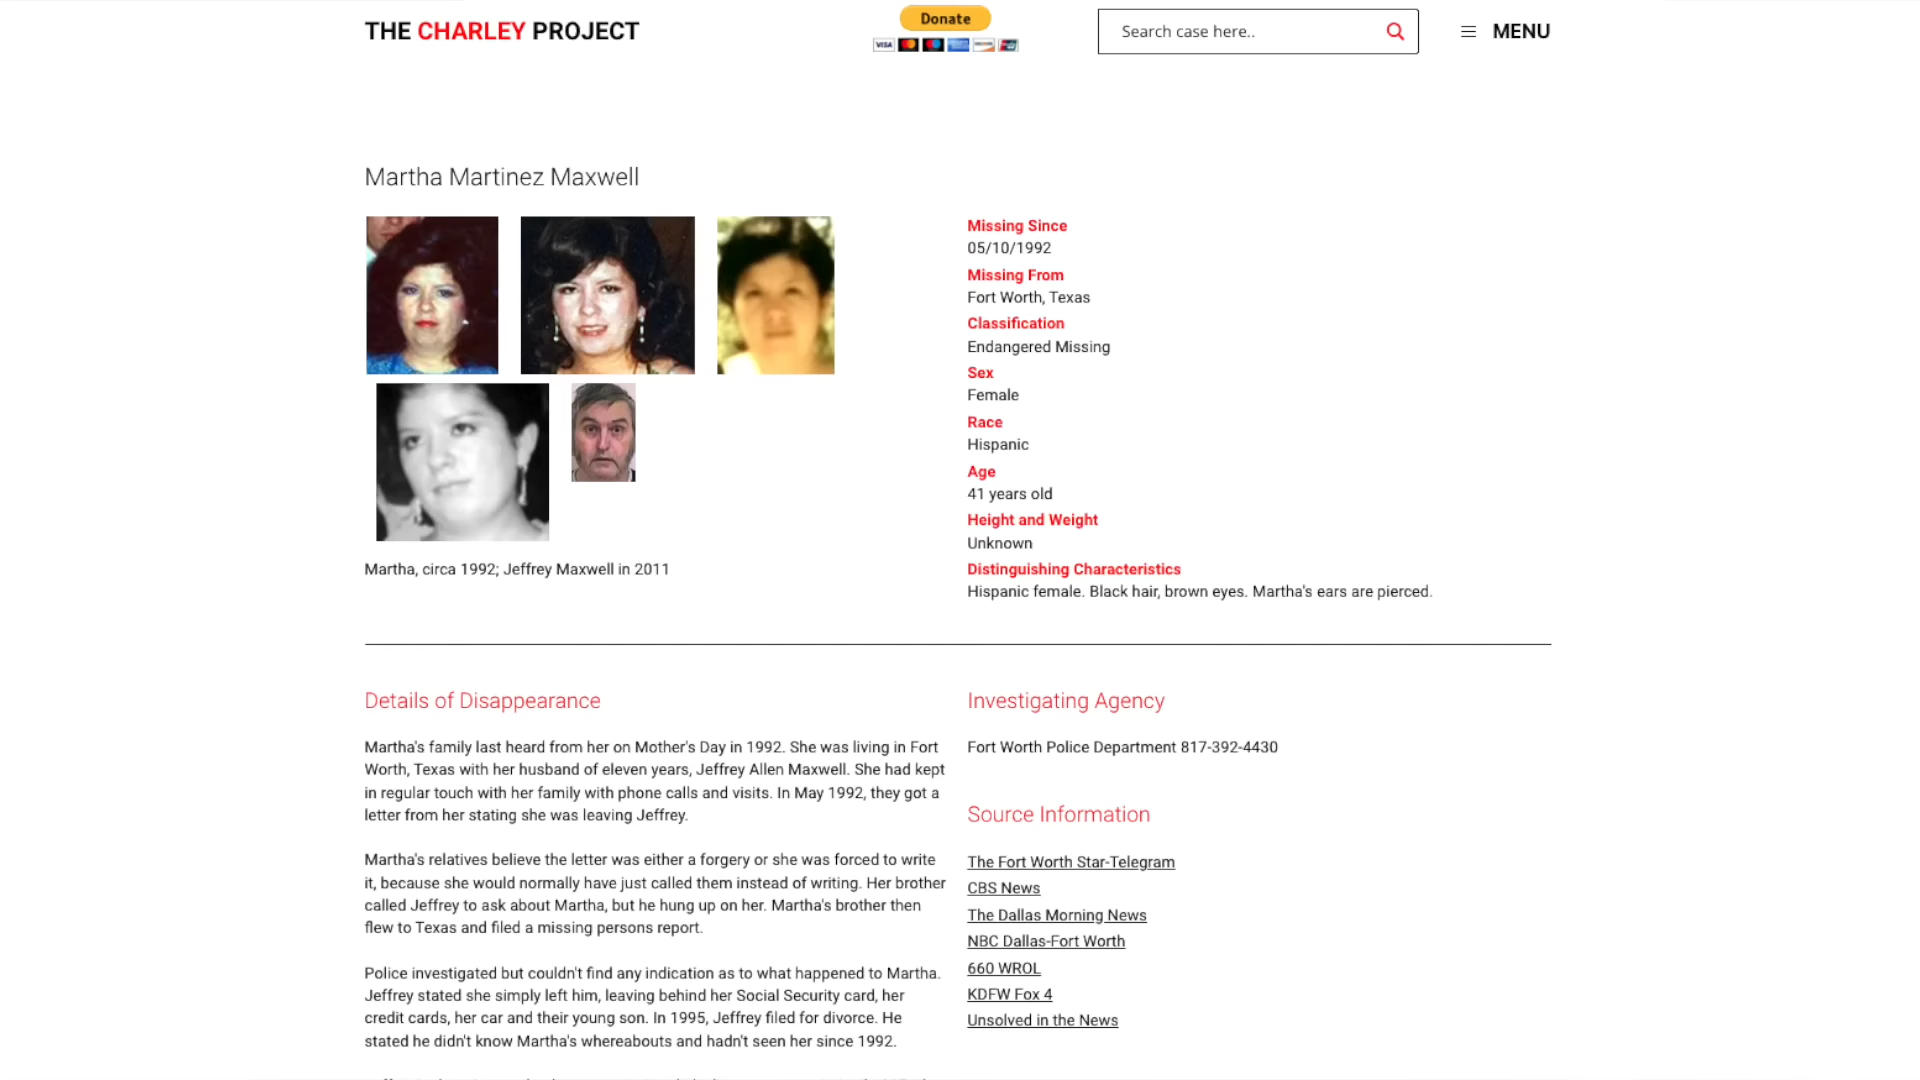 THE CHARLEY PROJECT
Donate
VISA
Search case here..
MENU
Martha Martinez Maxwell
Martha, circa 1992; Jeffrey Maxwell in 2011
Missing Since
05/10/1992
Missing From
Fort Worth, Texas
Classification
Endangered Missing
Sex
Female
Race
Hispanic
Age
41 years old
Height and Weight
Unknown
Distinguishing Characteristics
Hispanic female. Black hair, brown eyes. Martha's ears are pierced.
Details of Disappearance
Martha's family last heard from her on Mother's Day in 1992. She was living in Fort
Worth, Texas with her husband of eleven years, Jeffrey Allen Maxwell. She had kept
in regular touch with her family with phone calls and visits. In May 1992, they got a
letter from her stating she was leaving Jeffrey.
Martha's relatives believe the letter was either a forgery or she was forced to write
it, because she would normally have just called them instead of writing. Her brother
called Jeffrey to ask about Martha, but he hung up on her. Martha's brother then
flew to Texas and filed a missing persons report.
Police investigated but couldn't find any indication as to what happened to Martha.
Jeffrey stated she simply left him, leaving behind her Social Security card, her
credit cards, her car and their young son. In 1995, Jeffrey filed for divorce. He
stated he didn't know Martha's whereabouts and hadn't seen her since 1992.
Investigating Agency
Fort Worth Police Department 817-392-4430
Source Information
The Fort Worth Star-Telegram
CBS News
The Dallas Morning News
NBC Dallas-Fort Worth
660 WROL
KDFW Fox 4
Unsolved in the News